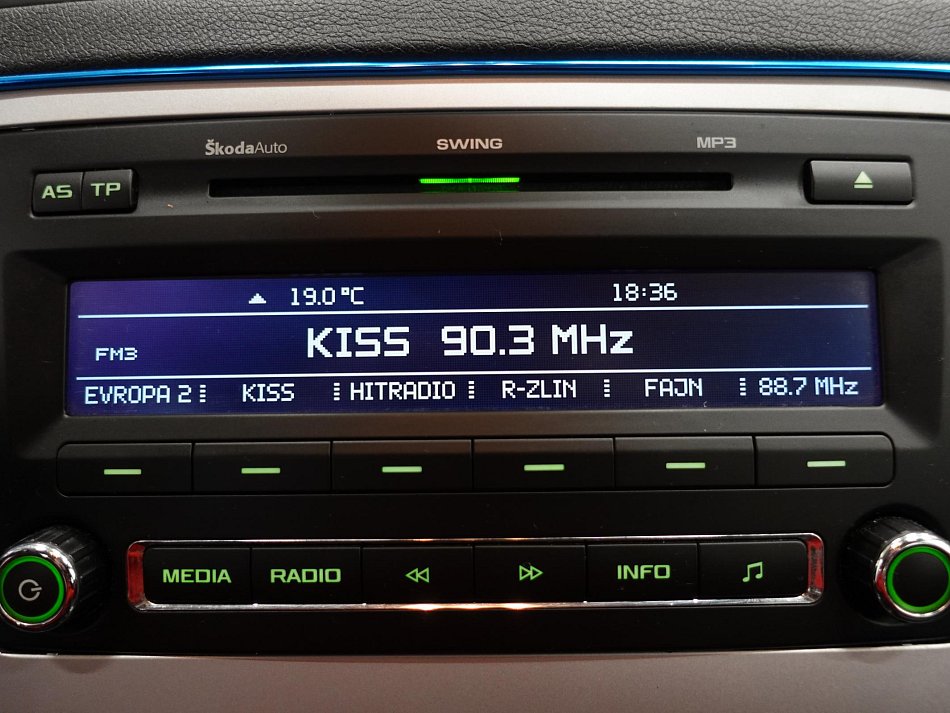 ŠkodaAuto SWING MP3
AS TP
19.0 °C 18:36
FM3 KISS 90.3 MHz
EVROPA 2 KISS HITRADIO R-ZLIN FAJN 88.7 MHz
MEDIA RADIO INFO